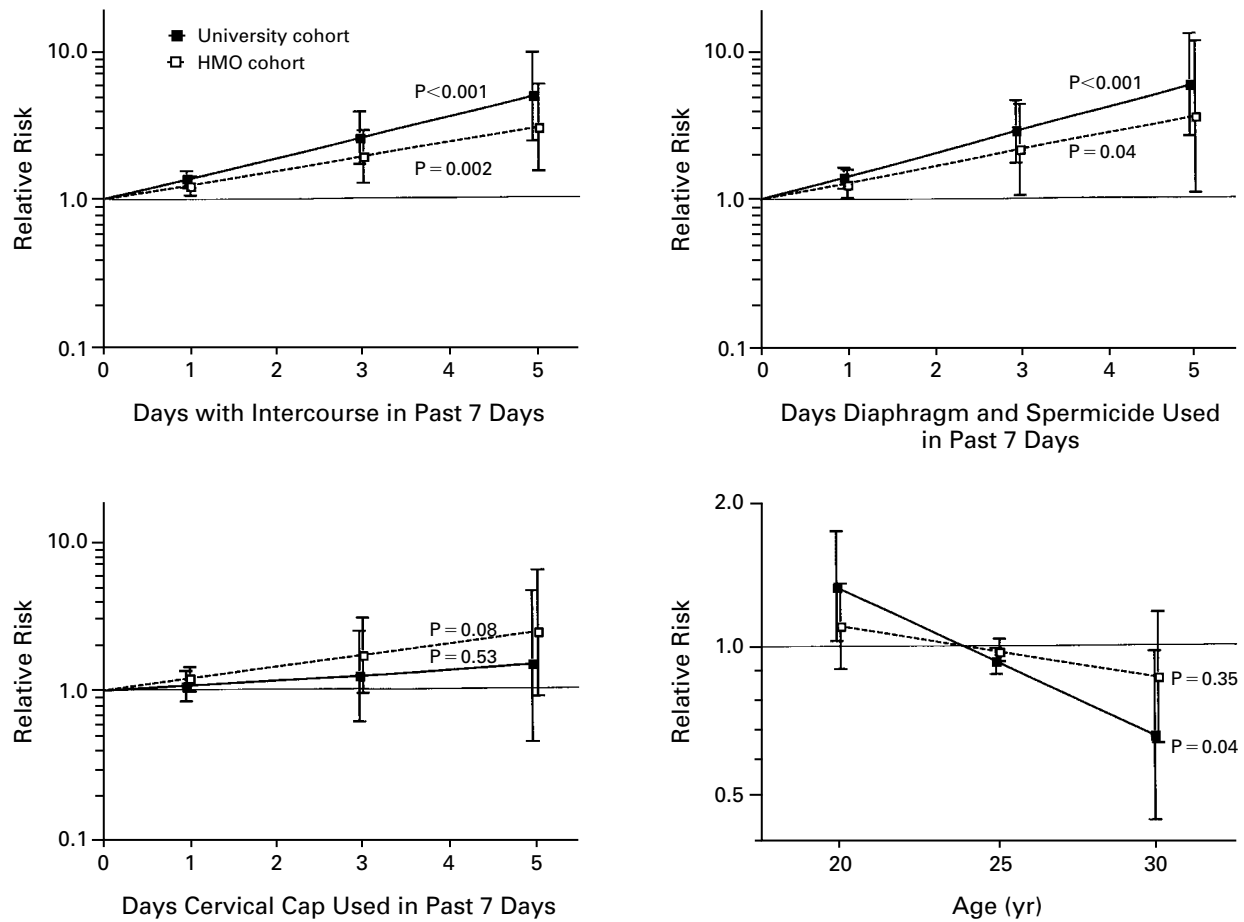 10.0
1.0
0.1
Relative Risk
University cohort
HMO cohort
P<0.001
P=0.002
0 1 2 3 4 5
Days with Intercourse in Past 7 Days
10.0
1.0
0.1
Relative Risk
P<0.001
P=0.04
0 1 2 3 4 5
Days Diaphragm and Spermicide Used
in Past 7 Days
10.0
1.0
0.1
Relative Risk
P=0.08
P=0.53
0 1 2 3 4 5
Days Cervical Cap Used in Past 7 Days
2.0
1.0
0.5
Relative Risk
P=0.35
P=0.04
20 25 30
Age (yr)